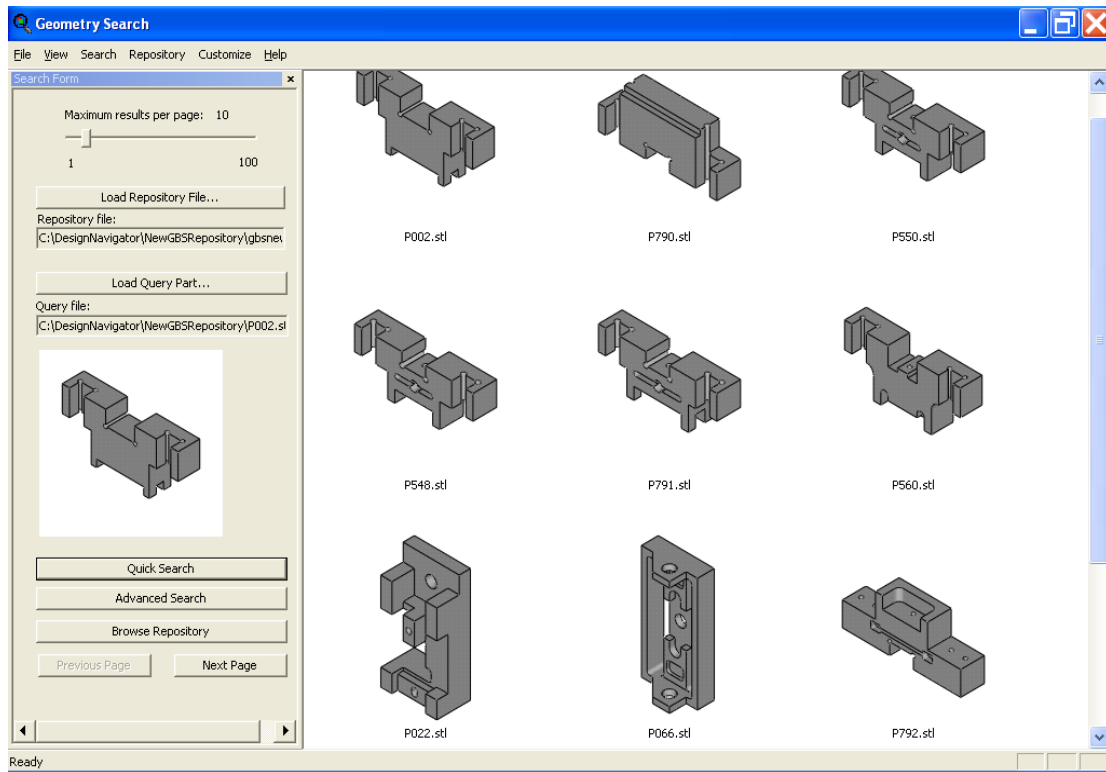 Geometry Search
File View Search Repository Customize Help
Search Form
Maximum results per page: 10
1 100
Load Repository File...
Repository file:
C:\DesignNavigator\NewGBSRepository\gbsneu
Load Query Part...
Query file:
C:\DesignNavigator\NewGBSRepository\P002.sl
Quick Search
Advanced Search
Browse Repository
Previous Page Next Page
P002.stl P790.stl P550.stl
P548.stl P791.stl P560.stl
P022.stl P066.stl P792.stl
Ready